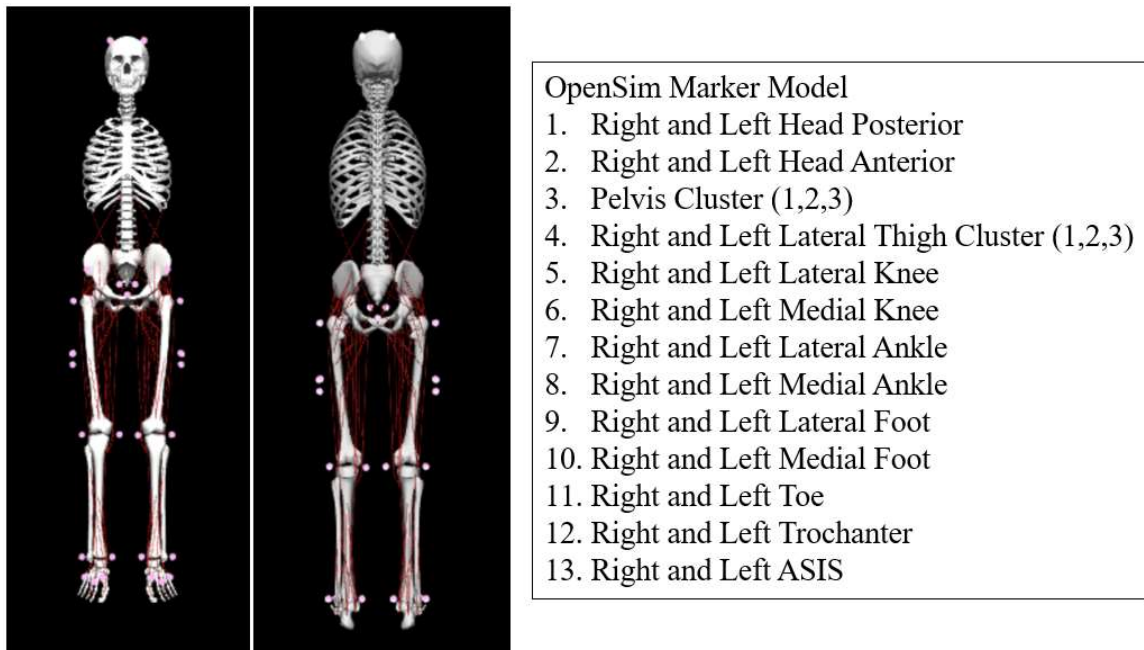 OpenSim Marker Model
1. Right and Left Head Posterior
2. Right and Left Head Anterior
3. Pelvis Cluster (1,2,3)
4. Right and Left Lateral Thigh Cluster (1,2,3)
5. Right and Left Lateral Knee
6. Right and Left Medial Knee
7. Right and Left Lateral Ankle
8. Right and Left Medial Ankle
9. Right and Left Lateral Foot
10. Right and Left Medial Foot
11. Right and Left Toe
12. Right and Left Trochanter
13. Right and Left ASIS